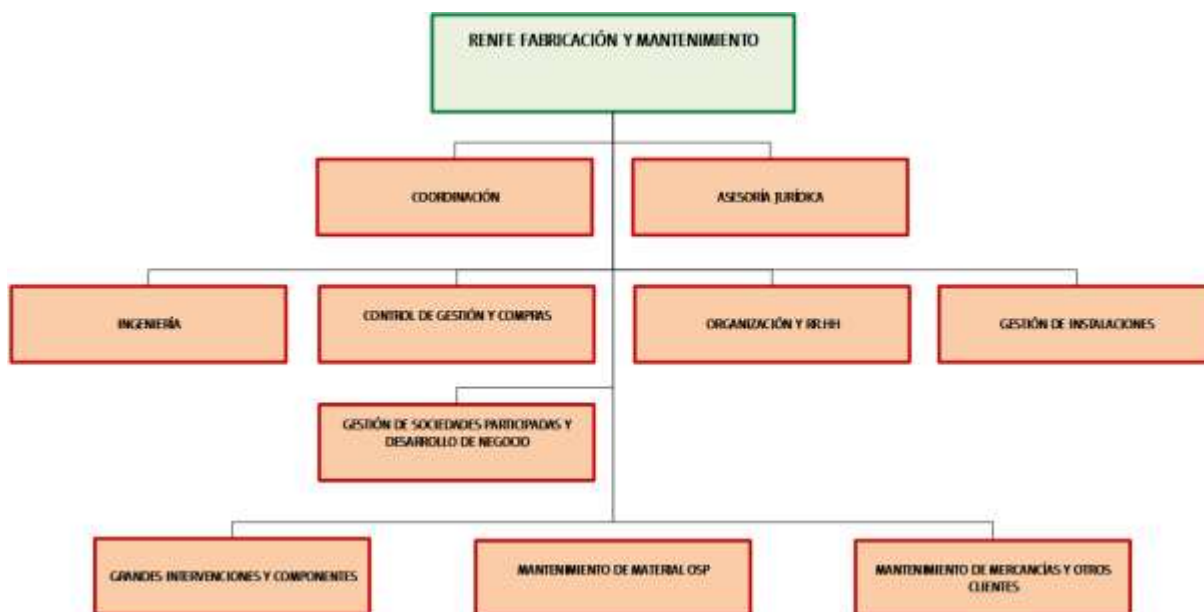 RENFE FABRICACIÓN Y MANTENIMIENTO
COORDINACIÓN
ASESORÍA JURÍDICA
INGENIERÍA
CONTROL DE GESTIÓN Y COMPRAS
ORGANIZACIÓN Y RR.HH
GESTIÓN DE INSTALACIONES
GESTIÓN DE SOCIEDADES PARTICIPADAS Y
DESARROLLO DE NEGOCIO
GRANDES INTERVENCIONES Y COMPONENTES
MANTENIMIENTO DE MATERIAL OSP
MANTENIMIENTO DE MERCANCÍAS Y OTROS
CLIENTES